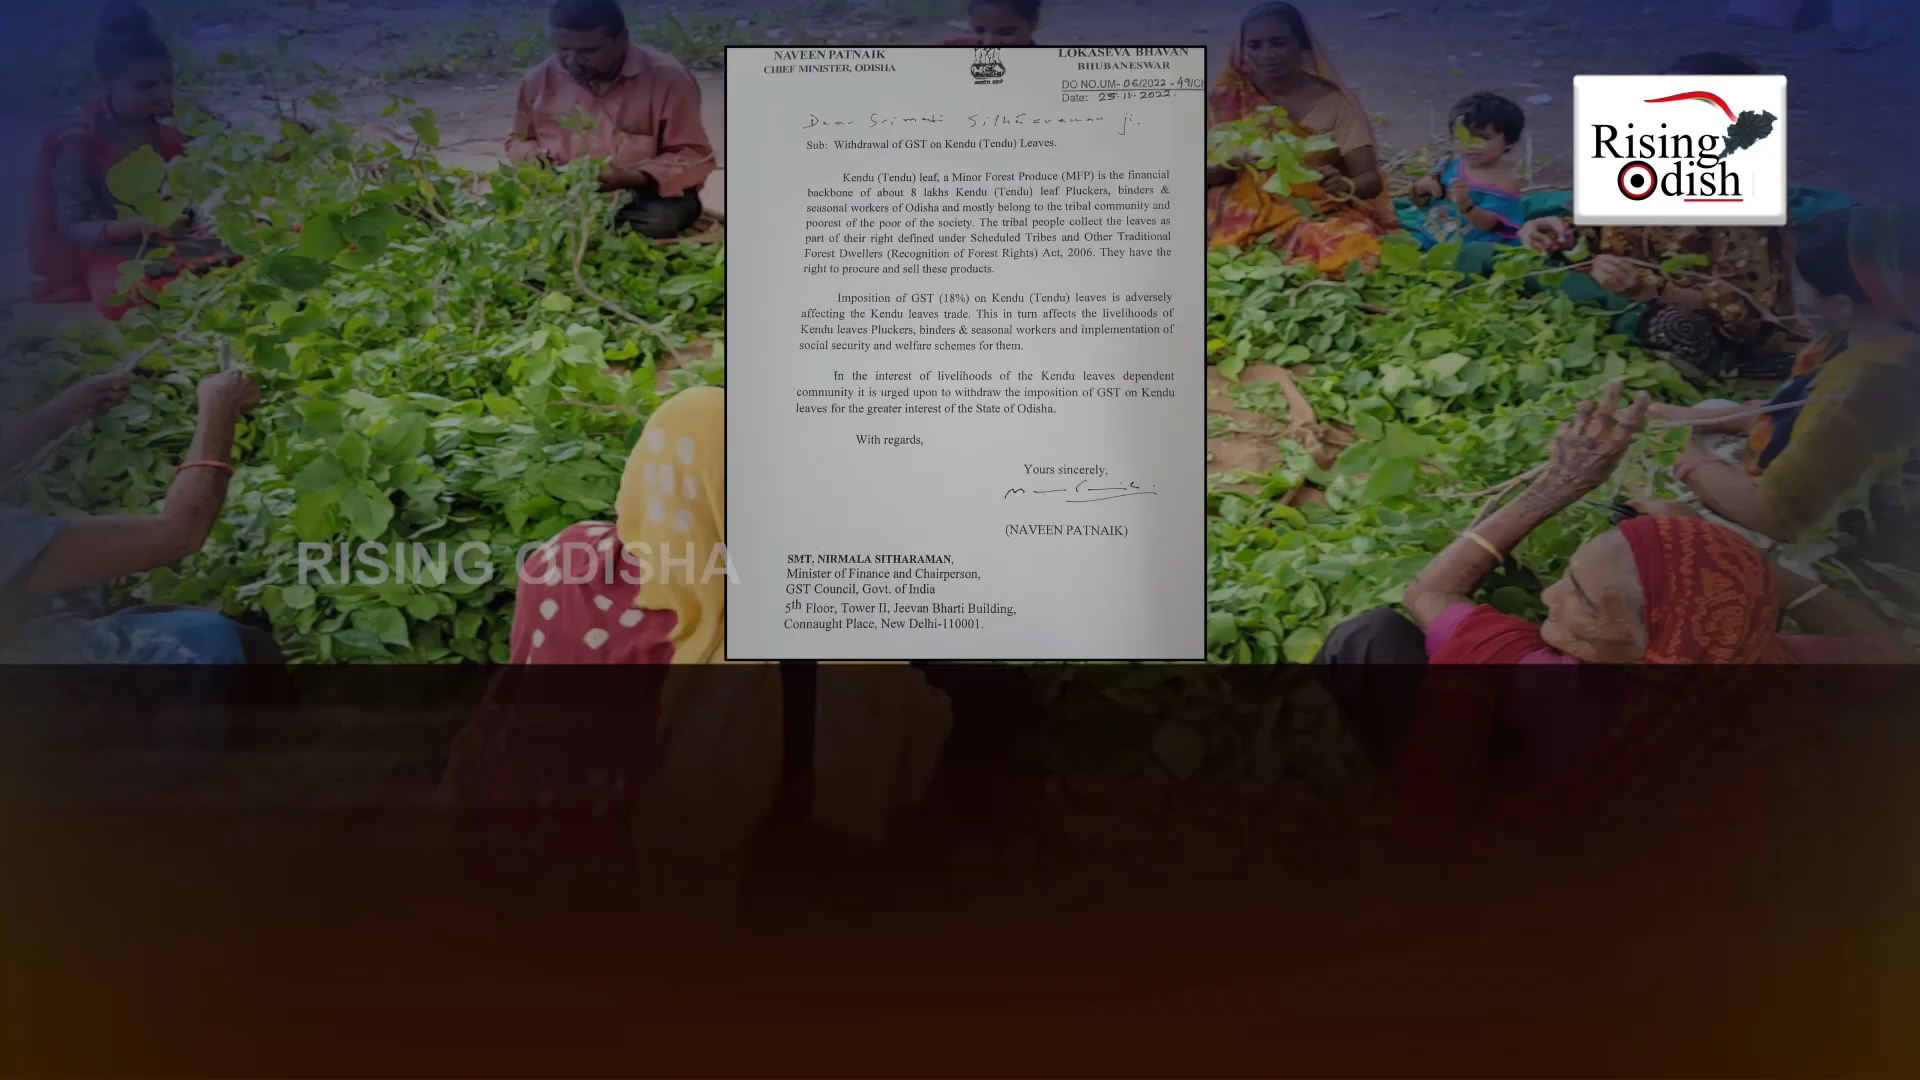 NAVEEN PATNAIK
CHIEF MINISTER, ODISHA
LOKASEVA BHAVAN
BHUBANESWAR
DO NO.UM- 06/2022 - 49/C
Date: 25.11.2022.
Dear Srimati Sitharaman ji,
Sub: Withdrawal of GST on Kendu (Tendu) Leaves.
Kendu (Tendu) leaf, a Minor Forest Produce (MFP) is the financial
backbone of about 8 lakhs Kendu (Tendu) leaf Pluckers, binders &
seasonal workers of Odisha and mostly belong to the tribal community and
poorest of the poor of the society. The tribal people collect the leaves as
part of their right defined under Scheduled Tribes and Other Traditional
Forest Dwellers (Recognition of Forest Rights) Act, 2006. They have the
right to procure and sell these products.
Imposition of GST (18%) on Kendu (Tendu) leaves is adversely
affecting the Kendu leaves trade. This in turn affects the livelihoods of
Kendu leaves Pluckers, binders & seasonal workers and implementation of
social security and welfare schemes for them.
In the interest of livelihoods of the Kendu leaves dependent
community it is urged upon to withdraw the imposition of GST on Kendu
leaves for the greater interest of the State of Odisha.
With regards,
Yours sincerely,
(NAVEEN PATNAIK)
SMT, NIRMALA SITHARAMAN,
Minister of Finance and Chairperson,
GST Council, Govt. of India
5th Floor, Tower II, Jeevan Bharti Building,
Connaught Place, New Delhi-110001.
Rising
Odish
RISING ODISHA